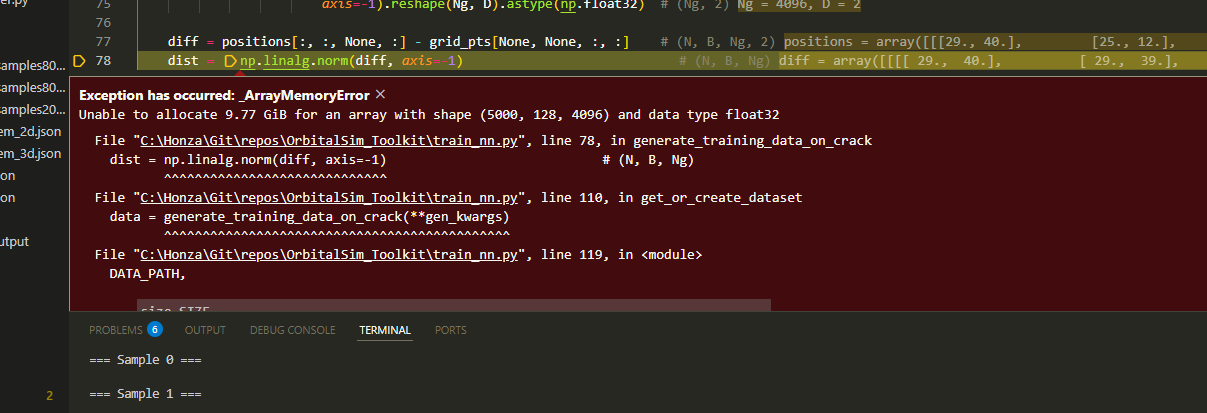 er.py
75 axis=-1).reshape(Ng, D).astype(np.float32) # (Ng, 2) Ng = 4096, D = 2
76
77 diff = positions[:, :, None, :] - grid_pts[None, None, :, :] # (N, B, Ng, 2) positions = array([[[29., 40.], [25., 12.],
78 dist = np.linalg.norm(diff, axis=-1) # (N, B, Ng) diff = array([[[[ 29., 40.], [ 29., 39.],
Exception has occurred: _ArrayMemoryError ×
Unable to allocate 9.77 GiB for an array with shape (5000, 128, 4096) and data type float32
File "C:\Honza\Git\repos\OrbitalSim_Toolkit\train_nn.py", line 78, in generate_training_data_on_crack
dist = np.linalg.norm(diff, axis=-1) # (N, B, Ng)
^^^^^^^^^^^^^^^^^^^^^^^^^^^^
File "C:\Honza\Git\repos\OrbitalSim_Toolkit\train_nn.py", line 110, in get_or_create_dataset
data = generate_training_data_on_crack(**gen_kwargs)
^^^^^^^^^^^^^^^^^^^^^^^^^^^^^^^^^^^^^^^^^^^^
File "C:\Honza\Git\repos\OrbitalSim_Toolkit\train_nn.py", line 119, in <module>
DATA_PATH,
samples80...
samples80...
samples20...
em_2d.json
em_3d.json
on
on
utput
2
PROBLEMS 6 OUTPUT DEBUG CONSOLE TERMINAL PORTS
=== Sample 0 ===
=== Sample 1 ===